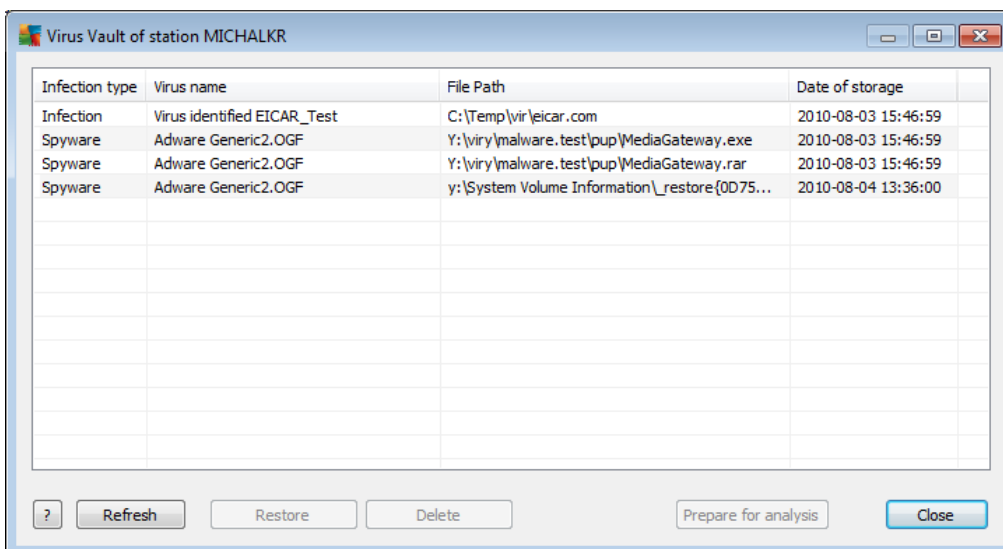 Virus Vault of station MICHALKR
Infection type Virus name File Path Date of storage
Infection Virus identified EICAR_Test C:\Temp\vir\eicar.com 2010-08-03 15:46:59
Spyware Adware Generic2.OGF Y:\viry\malware.test\pup\MediaGateway.exe 2010-08-03 15:46:59
Spyware Adware Generic2.OGF Y:\viry\malware.test\pup\MediaGateway.rar 2010-08-03 15:46:59
Spyware Adware Generic2.OGF y:\System Volume Information\_restore{0D75... 2010-08-04 13:36:00
? Refresh Restore Delete Prepare for analysis Close